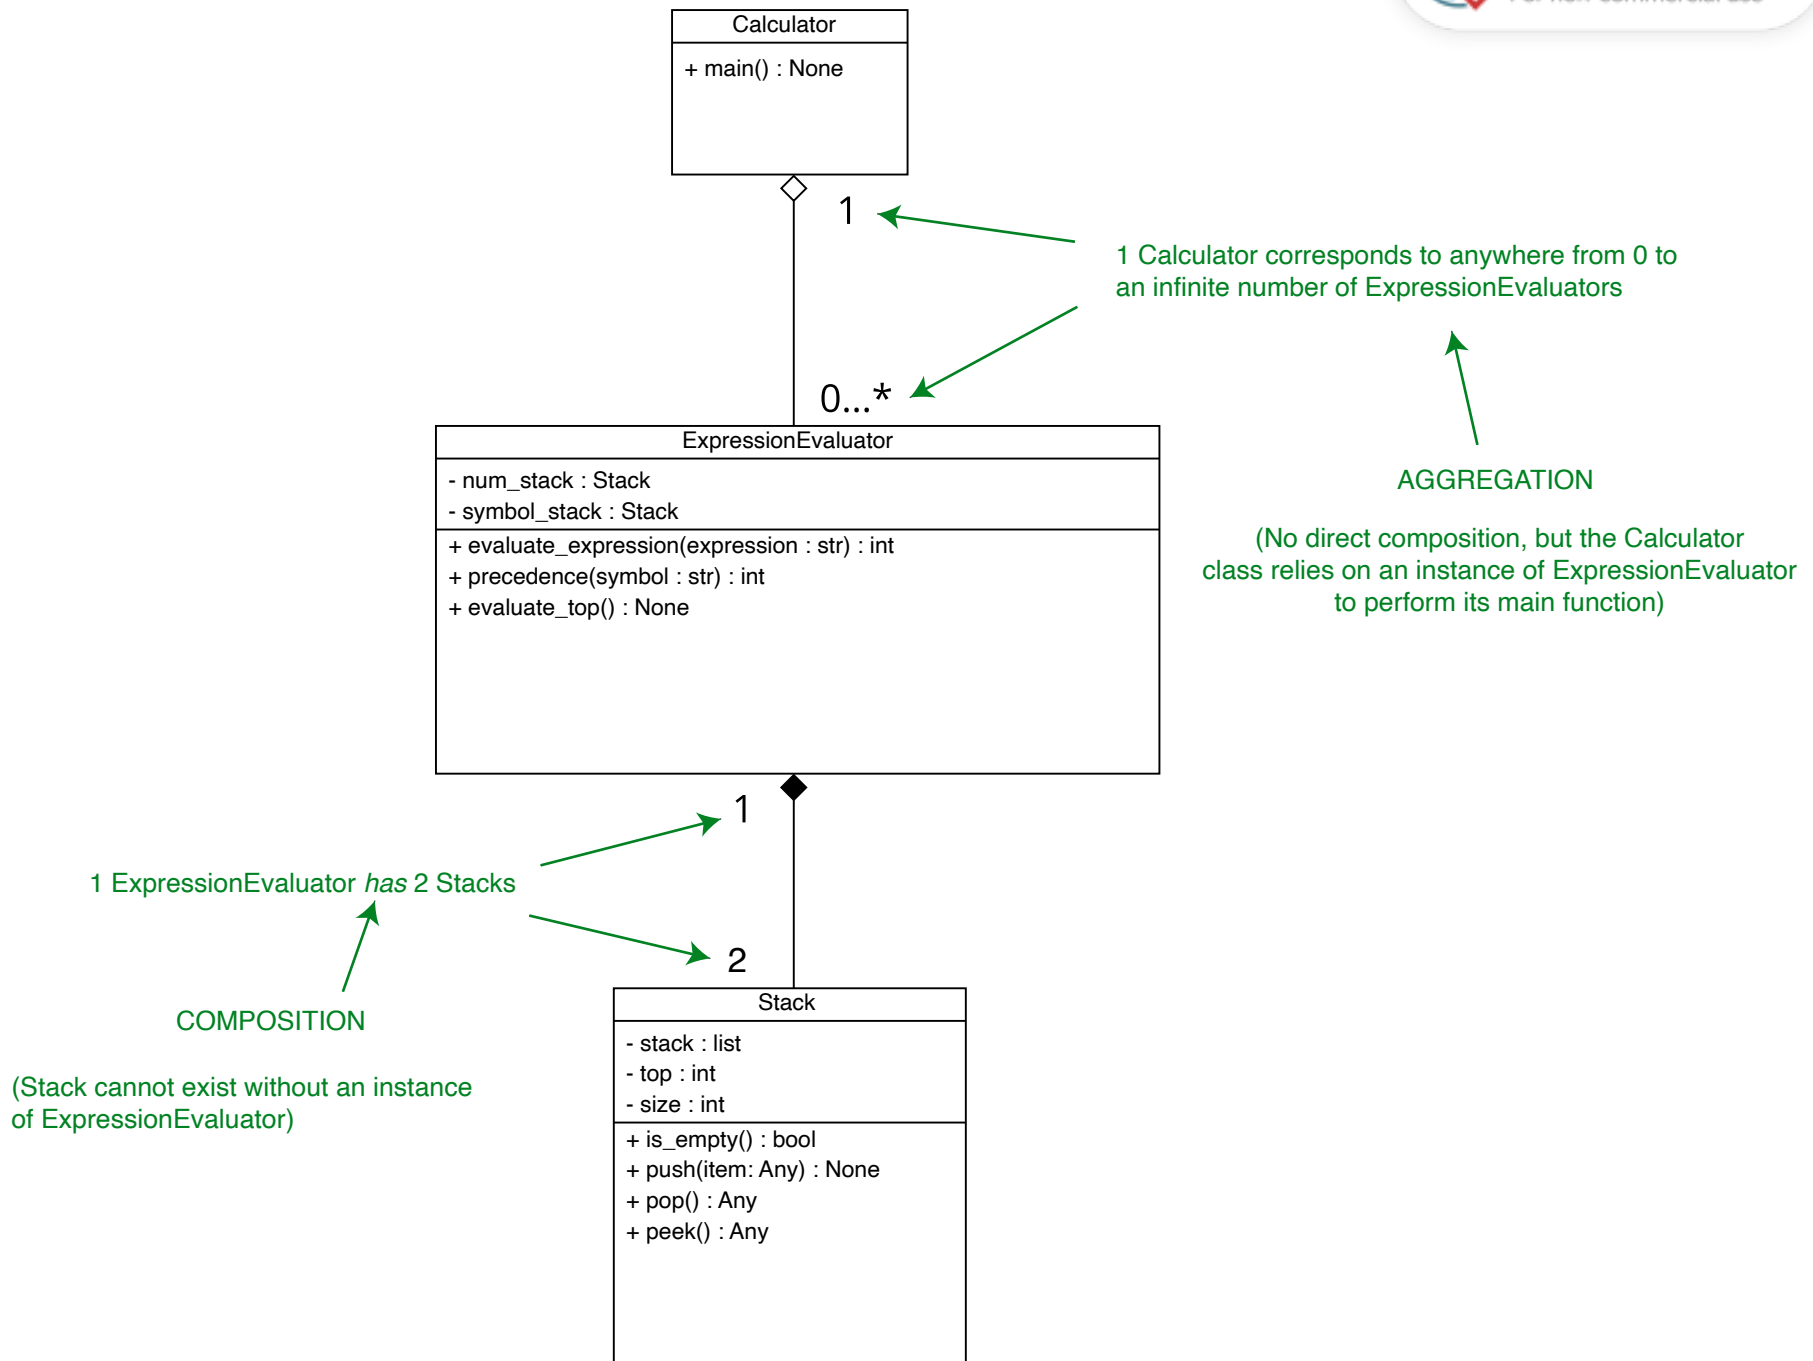 Calculator
+ main() : None
1
1 Calculator corresponds to anywhere from 0 to
an infinite number of ExpressionEvaluators
0...*
ExpressionEvaluator
- num_stack : Stack
- symbol_stack : Stack
+ evaluate_expression(expression : str) : int
+ precedence(symbol : str) : int
+ evaluate_top() : None
AGGREGATION
(No direct composition, but the Calculator
class relies on an instance of ExpressionEvaluator
to perform its main function)
1
1 ExpressionEvaluator has 2 Stacks
2
COMPOSITION
(Stack cannot exist without an instance
of ExpressionEvaluator)
Stack
- stack : list
- top : int
- size : int
+ is_empty() : bool
+ push(item: Any) : None
+ pop() : Any
+ peek() : Any